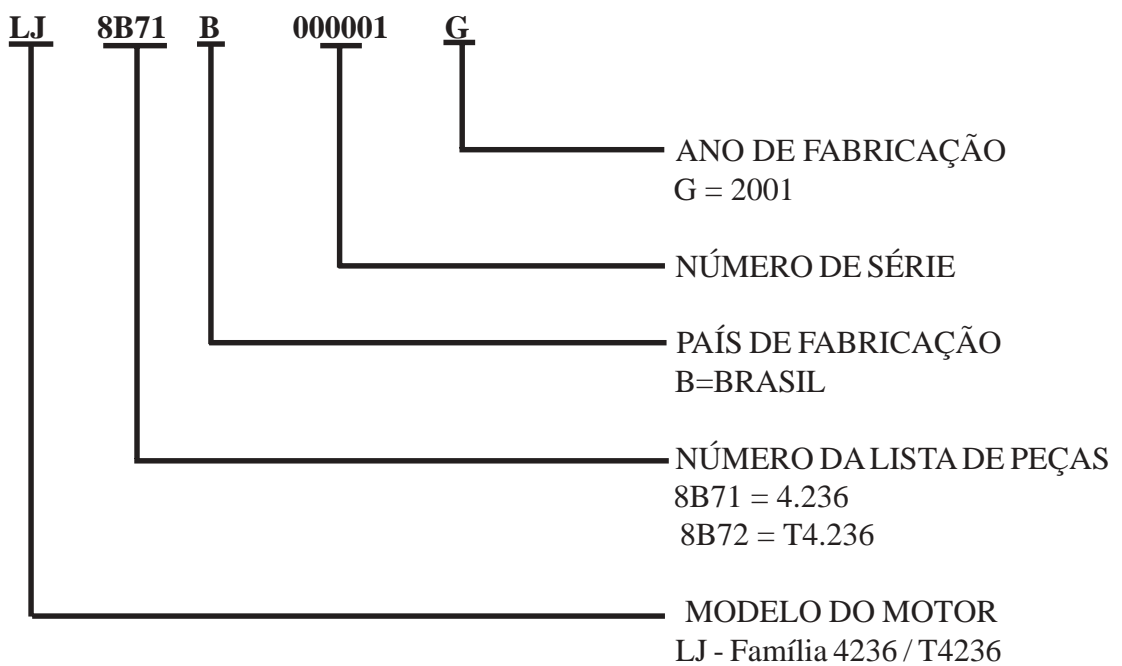 LJ 8B71 B 000001 G
ANO DE FABRICAÇÃO
G = 2001
NÚMERO DE SÉRIE
PAÍS DE FABRICAÇÃO
B=BRASIL
NÚMERO DA LISTA DE PEÇAS
8B71 = 4.236
8B72 = T4.236
MODELO DO MOTOR
LJ - Família 4236 / T4236